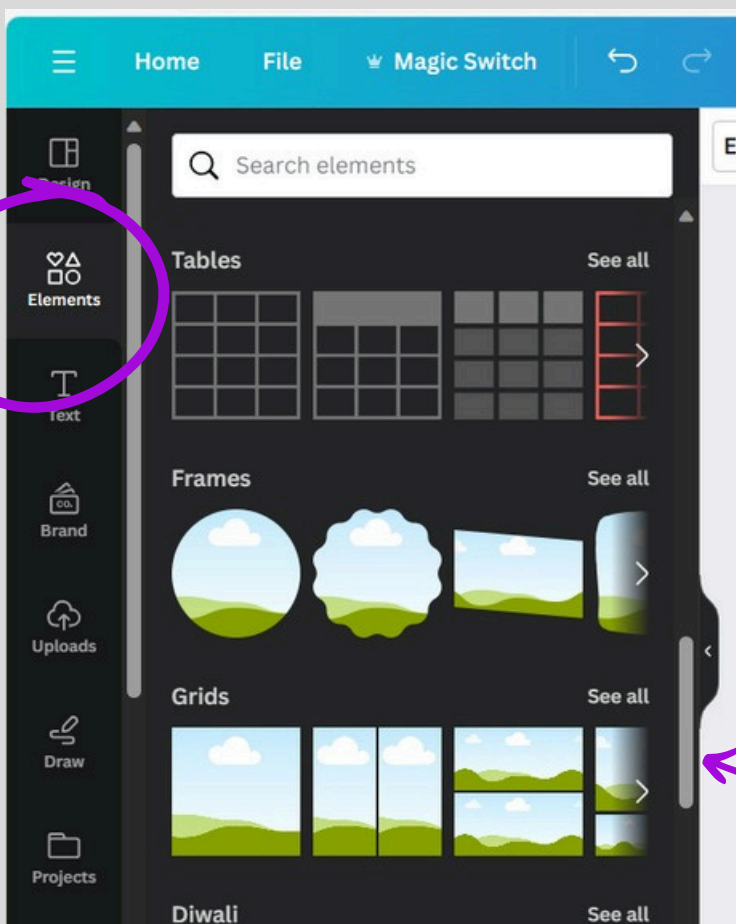 Home File Magic Switch
Design
Elements
Text
Brand
CO.
Uploads
Draw
Projects
Search elements
E
Tables See all
Frames See all
Grids See all
Diwali See all